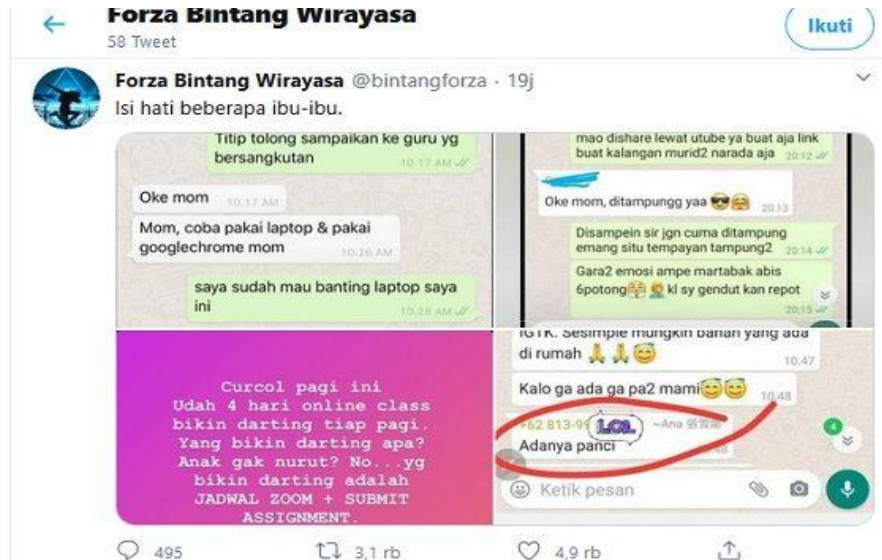 Forza Bintang Wirayasa
58 Tweet
Ikuti
Forza Bintang Wirayasa @bintangforza · 19j
Isi hati beberapa ibu-ibu.
Titip tolong sampaikan ke guru yg
bersangkutan
10.17 AM
Oke mom 10.17 AM
Mom, coba pakai laptop & pakai
googlechrome mom
10.26 AM
saya sudah mau banting laptop saya
ini
10.28 AM
mao dishare lewat utube ya buat aja link
buat kalangan murid2 narada aja 20:12
Oke mom, ditampungg yaa 😎🤗 20:13
Disampein sir jgn cuma ditampung
emang situ tempayan tampung2 20:14
Gara2 emosi ampe martabak abis
6potong kl sy gendut kan repot
20:15
Curcol pagi ini
Udah 4 hari online class
bikin darting tiap pagi.
Yang bikin darting apa?
Anak gak nurut? No...yg
bikin darting adalah
JADWAL ZOOM + SUBMIT
ASSIGNMENT.
IGTK. Sesimple mungkin bahan yang ada
di rumah 🙏🙏😇 10.47
Kalo ga ada ga pa2 mami😇😇 10.48
+62 813-99 LOL ~Ana
Adanya panci 48
4
Ketik pesan
495
3,1 rb
4,9 rb